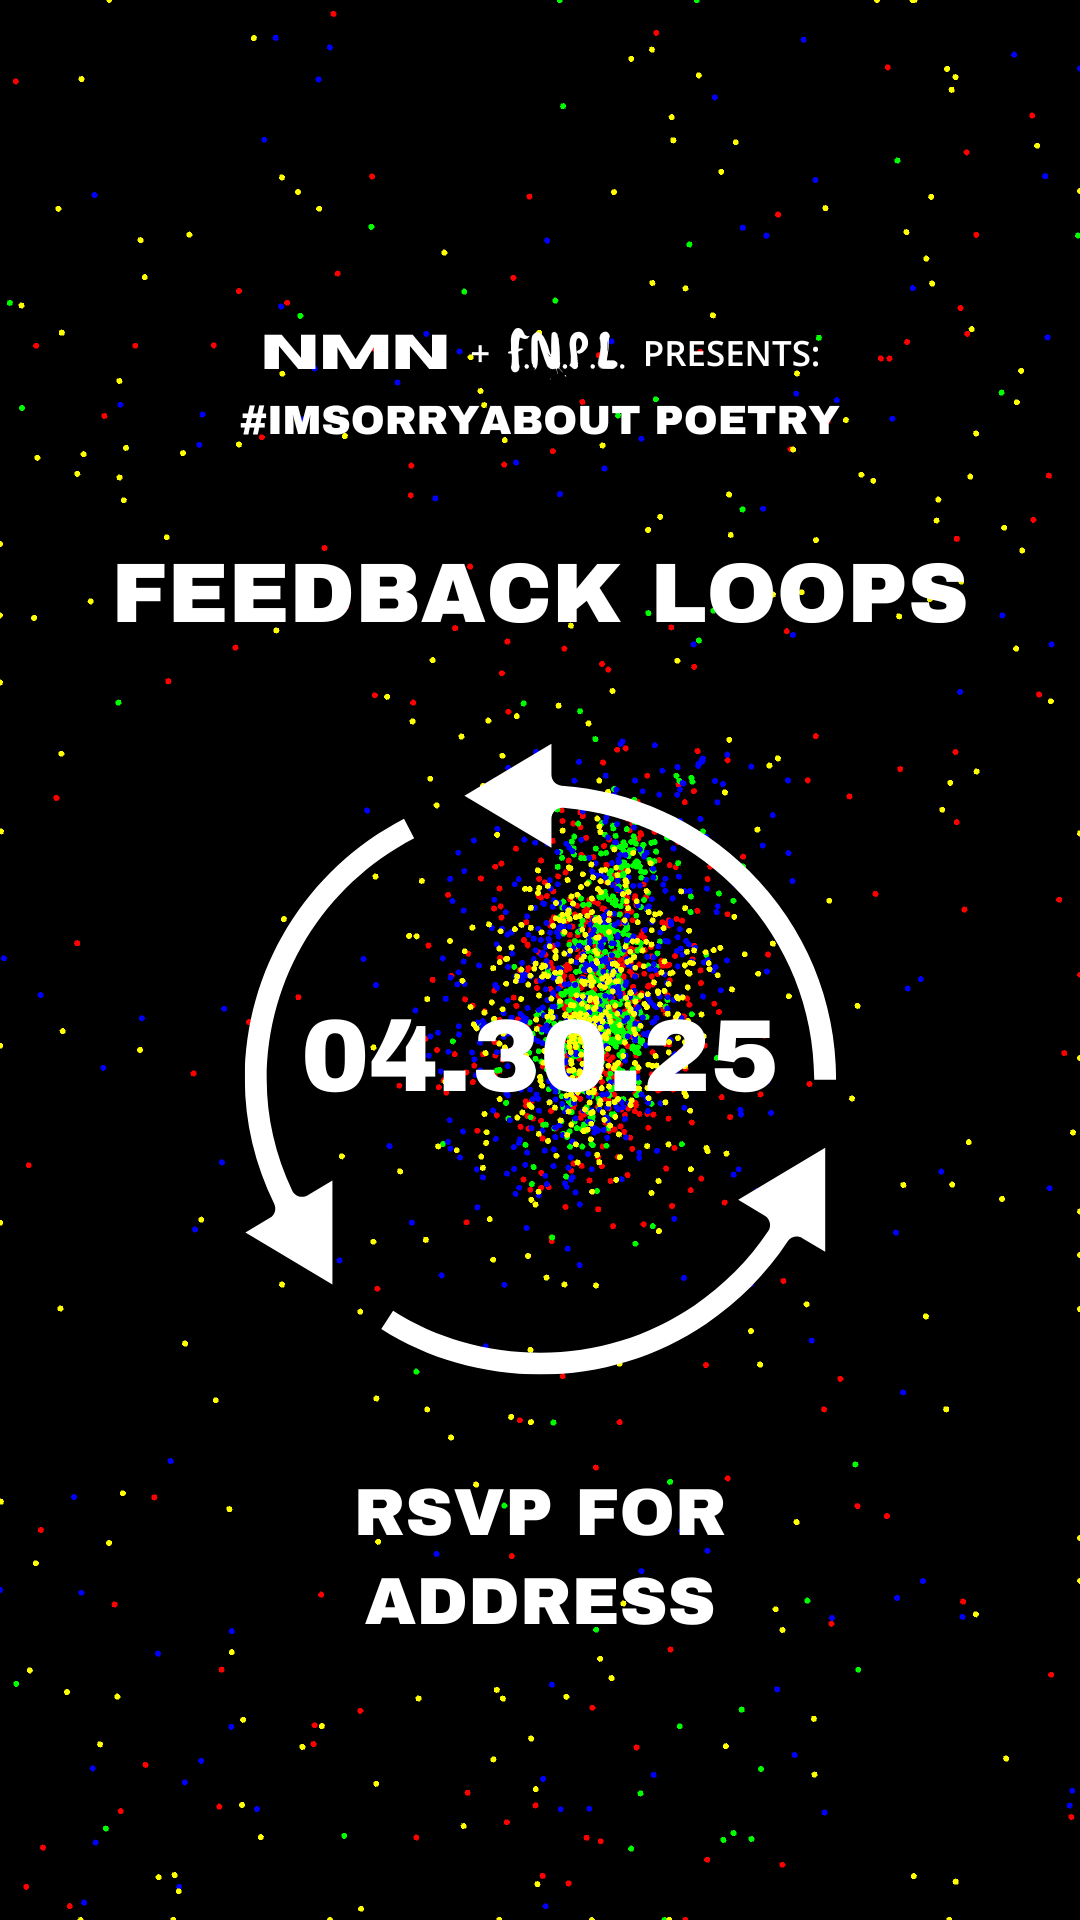 NMN + F.N.P.L. PRESENTS:
#IMSORRYABOUT POETRY
FEEDBACK LOOPS
04.30.25
RSVP FOR
ADDRESS